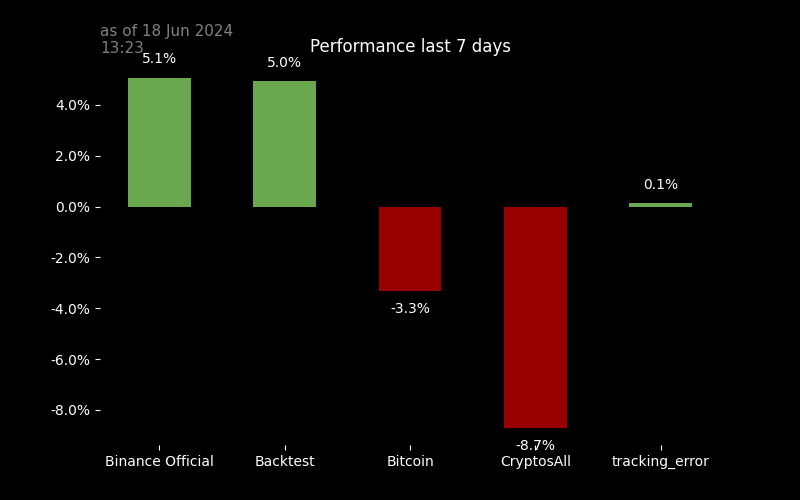 as of 18 Jun 2024
13:23
Performance last 7 days
5.1%
5.0%
4.0%
2.0%
0.1%
0.0%
-2.0%
-4.0%
-3.3%
-6.0%
-8.0%
-8.7%
Binance Official
Backtest
Bitcoin
CryptosAll
tracking_error